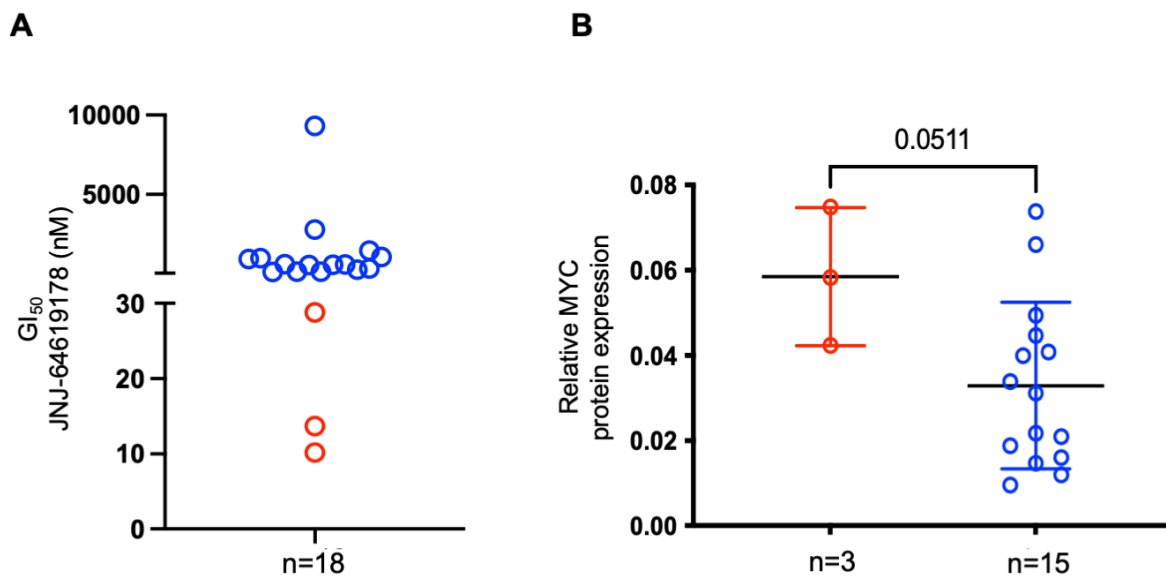 A
GI50
JNJ-64619178 (nM)
10000
5000
30
20
10
0
n=18
B
0.0511
Relative MYC
protein expression
0.08
0.06
0.04
0.02
0.00
n=3
n=15